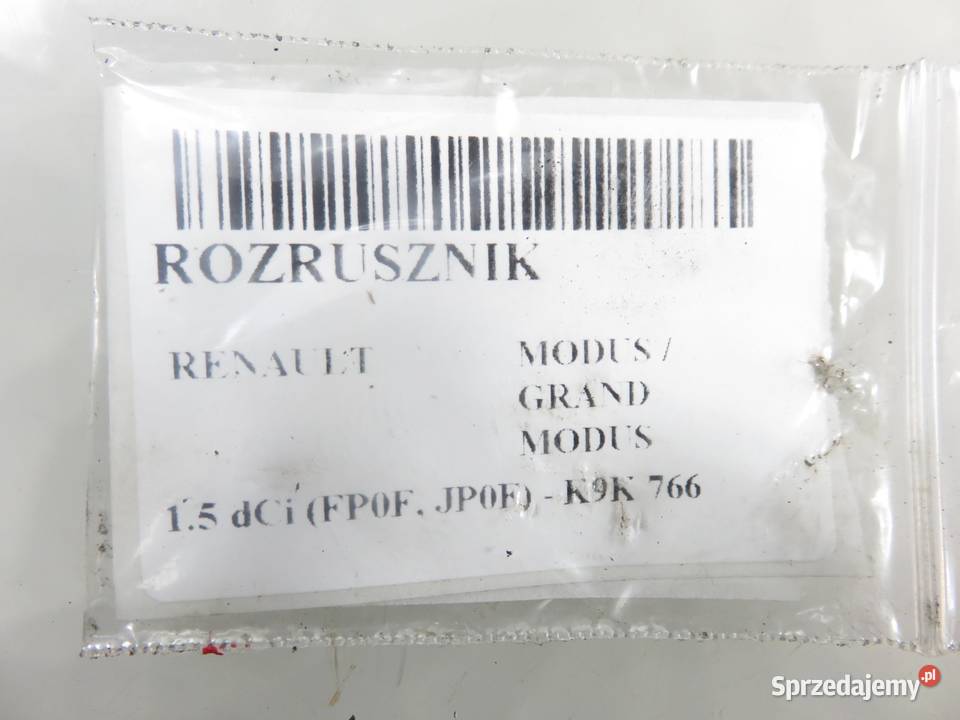 ROZRUSZNIK
RENAULT
MODUS /
GRAND
MODUS
1.5 dCi (FP0F, JP0F) - K9K 766
Sprzedajemy.pl